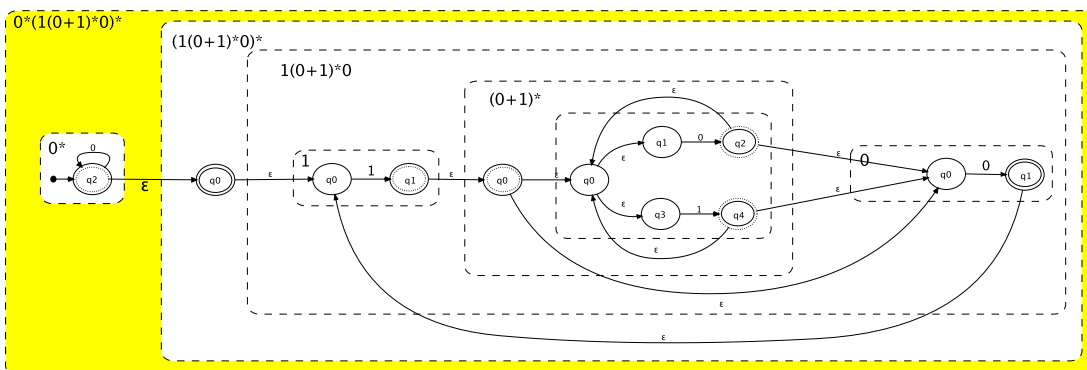 0*(1(0+1)*0)*
(1(0+1)*0)*
1(0+1)*0
(0+1)*
0*
0
q2
ε
q0
ε
1
q0
1
q1
ε
q0
ε
q0
ε
q1
0
q2
ε
ε
ε
q3
1
q4
ε
ε
0
q0
0
q1
ε
ε